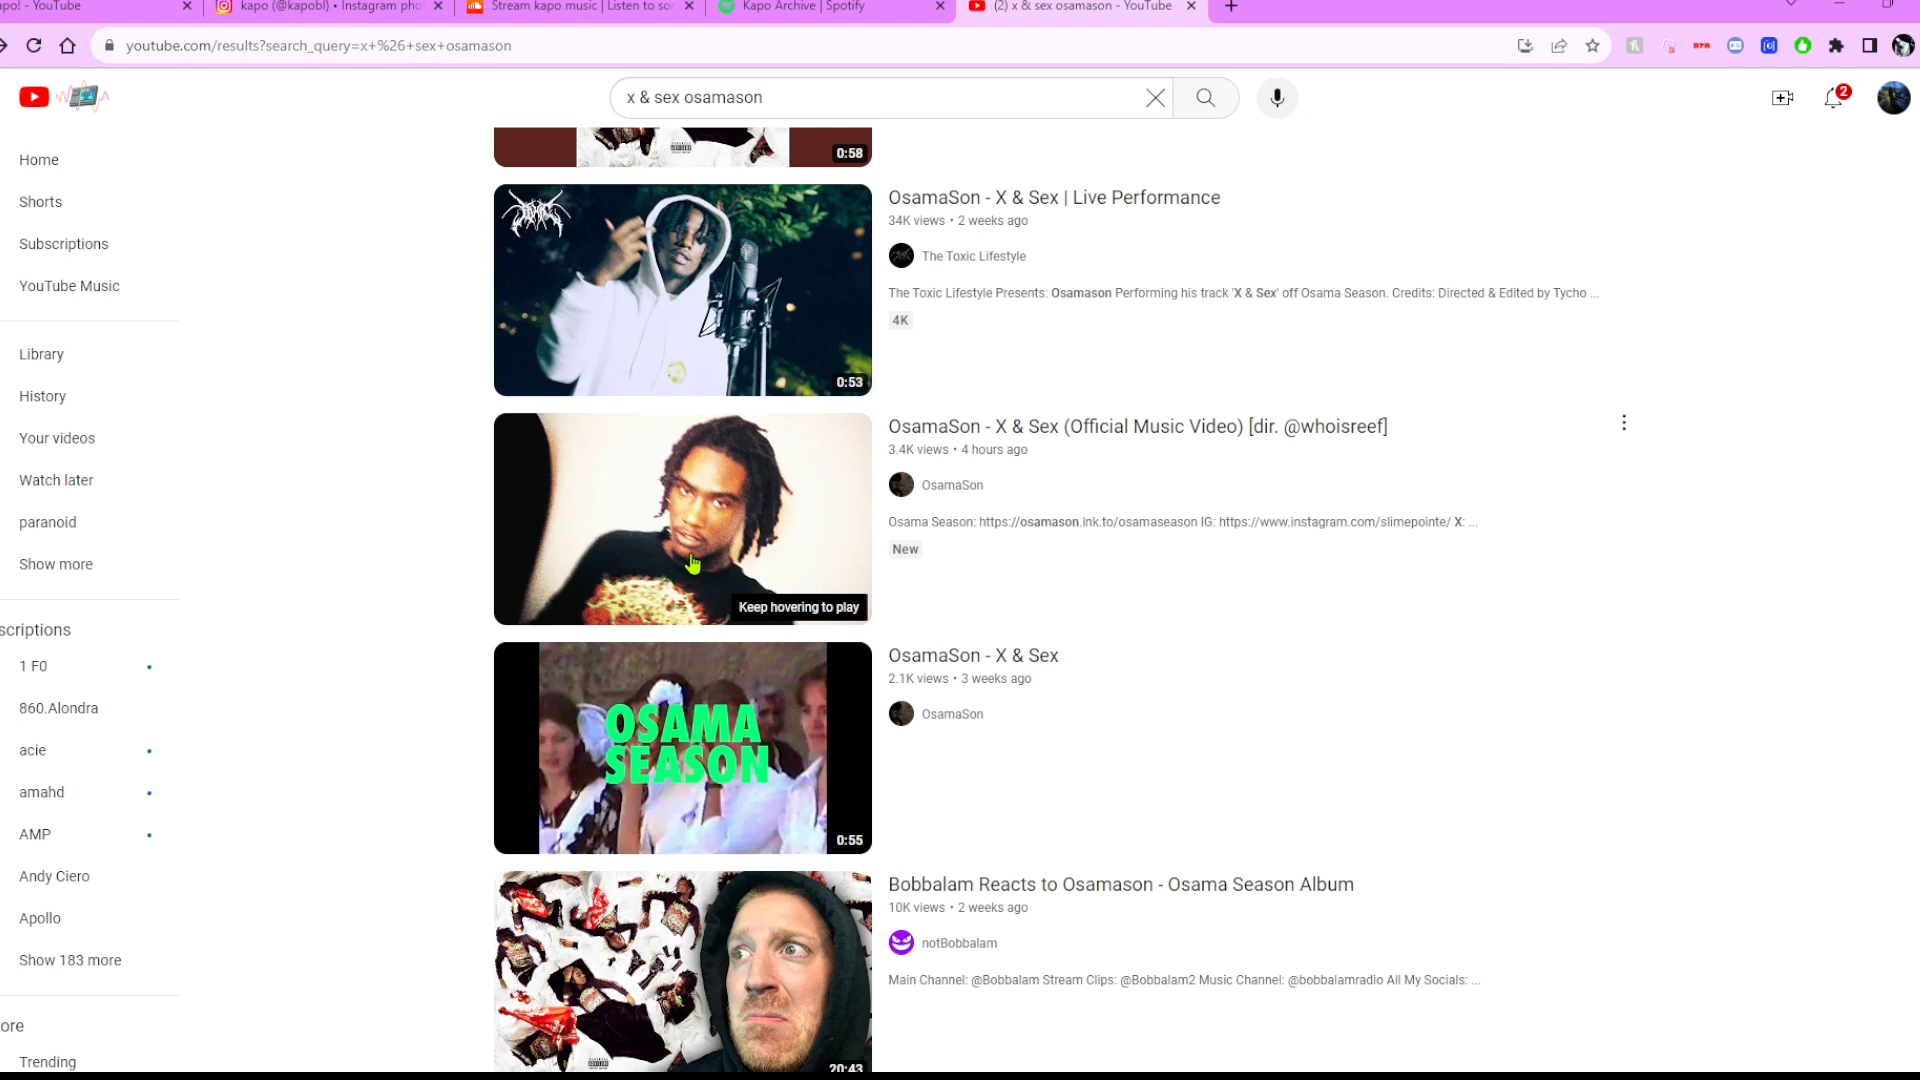 po! - YouTube
kapo (@kapobl) • Instagram pho
Stream kapo music | Listen to sor
Kapo Archive | Spotify
(2) x & sex osamason - YouTube
youtube.com/results?search_query=x+%26+sex+osamason
x & sex osamason
2
Home
Shorts
Subscriptions
YouTube Music
Library
History
Your videos
Watch later
paranoid
Show more
scriptions
1 F0
860.Alondra
acie
amahd
AMP
Andy Ciero
Apollo
Show 183 more
ore
Trending
0:58
OsamaSon - X & Sex | Live Performance
34K views • 2 weeks ago
The Toxic Lifestyle
The Toxic Lifestyle Presents: Osamason Performing his track 'X & Sex' off Osama Season. Credits: Directed & Edited by Tycho ...
4K
0:53
OsamaSon - X & Sex (Official Music Video) [dir. @whoisreef]
3.4K views • 4 hours ago
OsamaSon
Osama Season: https://osamason.lnk.to/osamaseason IG: https://www.instagram.com/slimepointe/ X: ...
New
Keep hovering to play
OsamaSon - X & Sex
2.1K views • 3 weeks ago
OsamaSon
OSAMA
SEASON
0:55
Bobbalam Reacts to Osamason - Osama Season Album
10K views • 2 weeks ago
notBobbalam
Main Channel: @Bobbalam Stream Clips: @Bobbalam2 Music Channel: @bobbalamradio All My Socials: ...
20:43